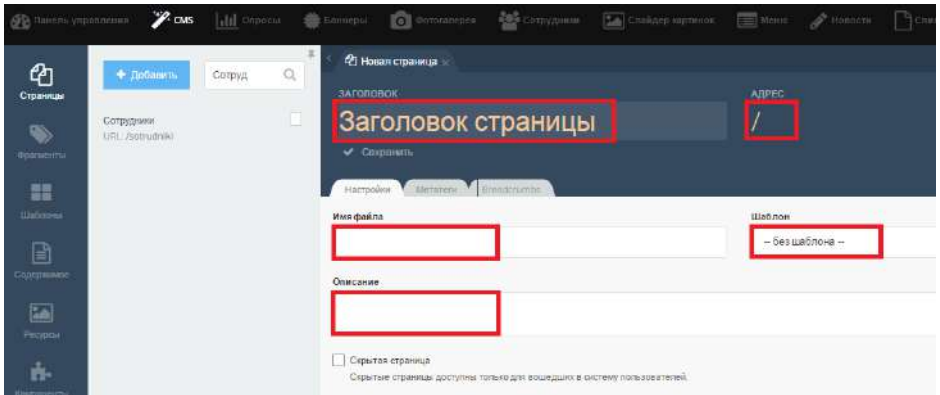 Панель управления CMS Опросы Баннеры Фотогалерея Сотрудники Слайдер картинок Меню Новости
Страницы
Фрагменты
Шаблоны
Содержимое
Ресурсы
Компоненты
+ Добавить Сотруд
Сотрудники
URL: /sotrudniki
Новая страница
ЗАГОЛОВОК АДРЕС
Заголовок страницы /
Сохранить
Настройки Метатеги Breadcrumbs
Имя файла Шаблон
-- без шаблона --
Описание
Скрытая страница
Скрытые страницы доступны только для вошедших в систему пользователей.